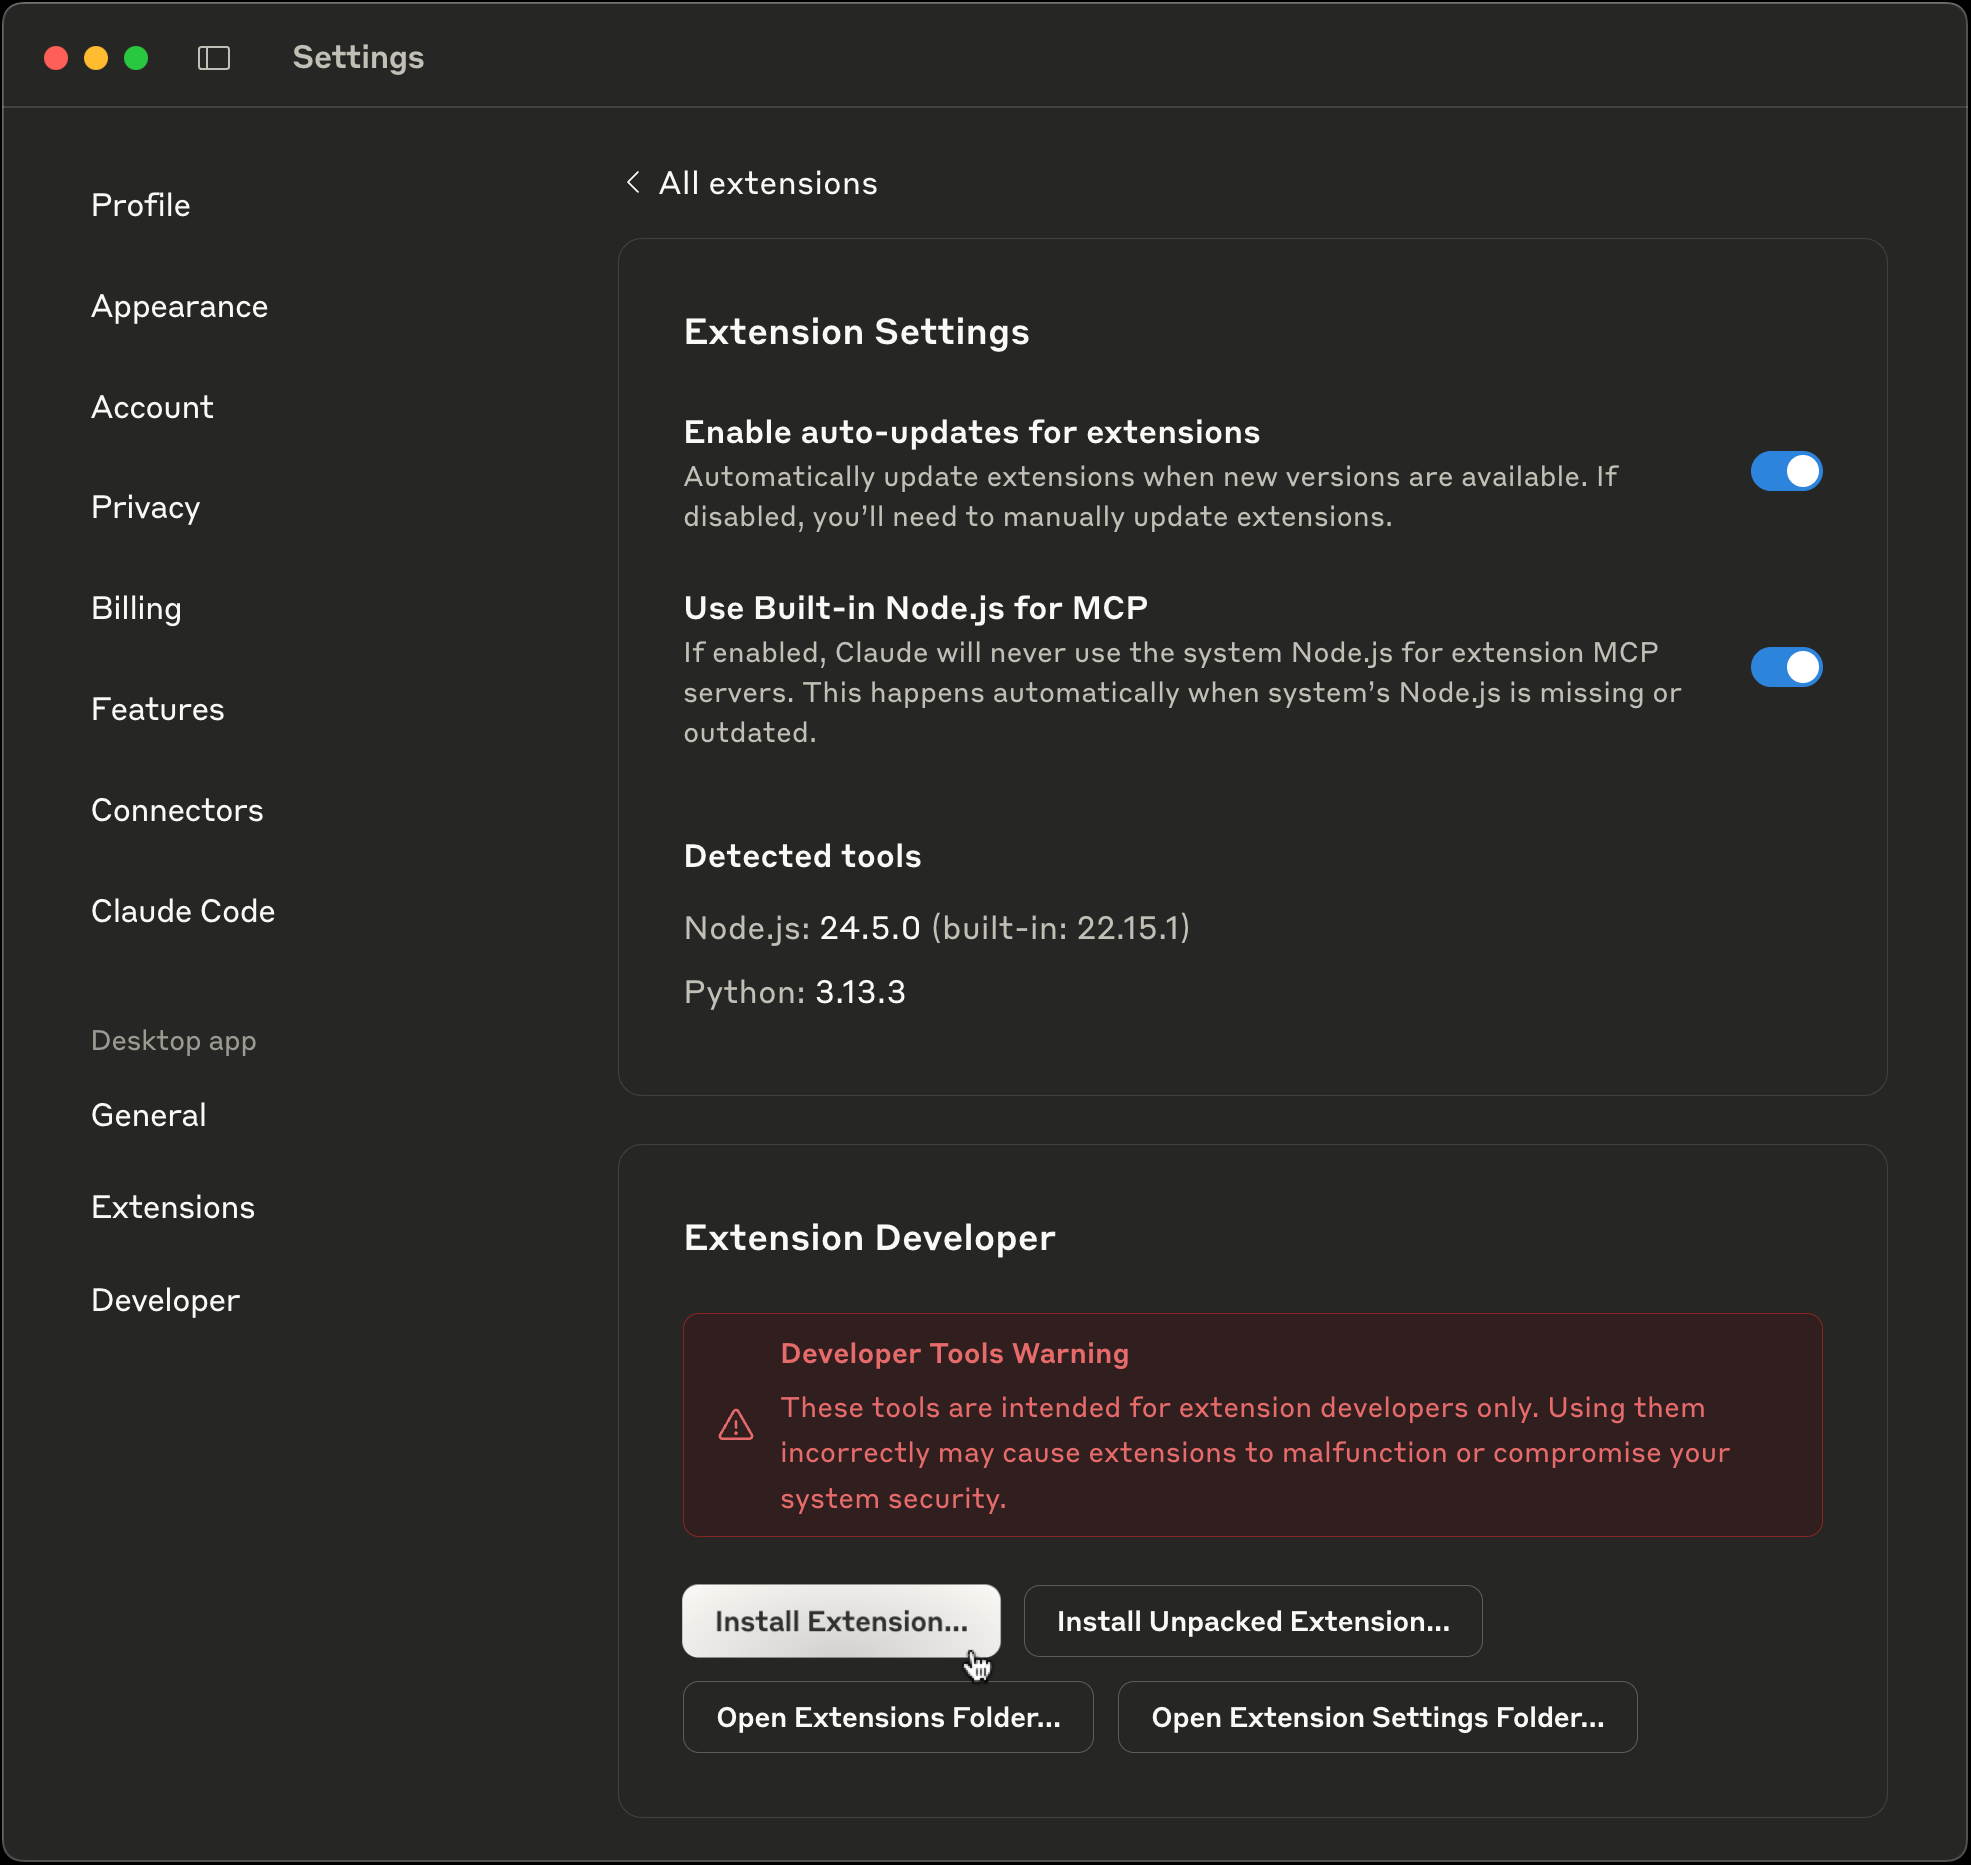 Settings
Profile
Appearance
Account
Privacy
Billing
Features
Connectors
Claude Code
Desktop app
General
Extensions
Developer
All extensions
Extension Settings
Enable auto-updates for extensions
Automatically update extensions when new versions are available. If
disabled, you’ll need to manually update extensions.
Use Built-in Node.js for MCP
If enabled, Claude will never use the system Node.js for extension MCP
servers. This happens automatically when system’s Node.js is missing or
outdated.
Detected tools
Node.js: 24.5.0 (built-in: 22.15.1)
Python: 3.13.3
Extension Developer
Developer Tools Warning
These tools are intended for extension developers only. Using them
incorrectly may cause extensions to malfunction or compromise your
system security.
Install Extension...
Install Unpacked Extension...
Open Extensions Folder...
Open Extension Settings Folder...